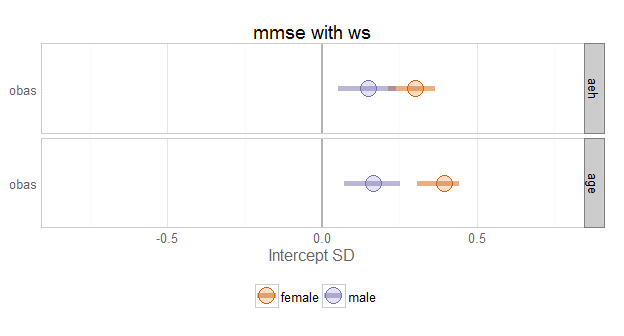 mmse with ws
obas
aeh
obas
age
-0.5 0.0 0.5
Intercept SD
female male